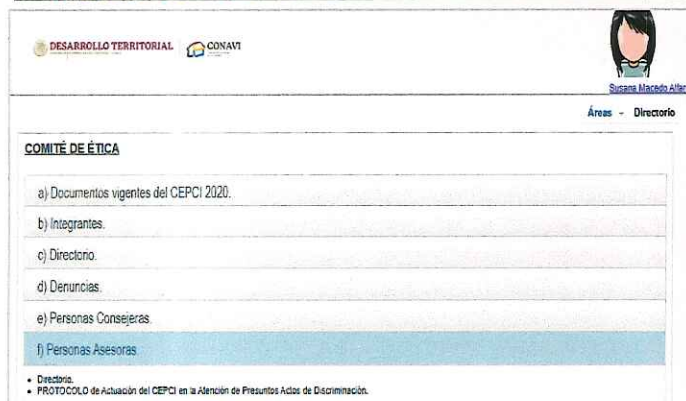 DESARROLLO TERRITORIAL
CONAVI
Susana Macedo Alfar
Áreas - Directorio
COMITÉ DE ÉTICA
a) Documentos vigentes del CEPCI 2020.
b) Integrantes.
c) Directorio.
d) Denuncias.
e) Personas Consejeras.
f) Personas Asesoras.
• Directorio.
• PROTOCOLO de Actuación del CEPCI en la Atención de Presuntos Actos de Discriminación.